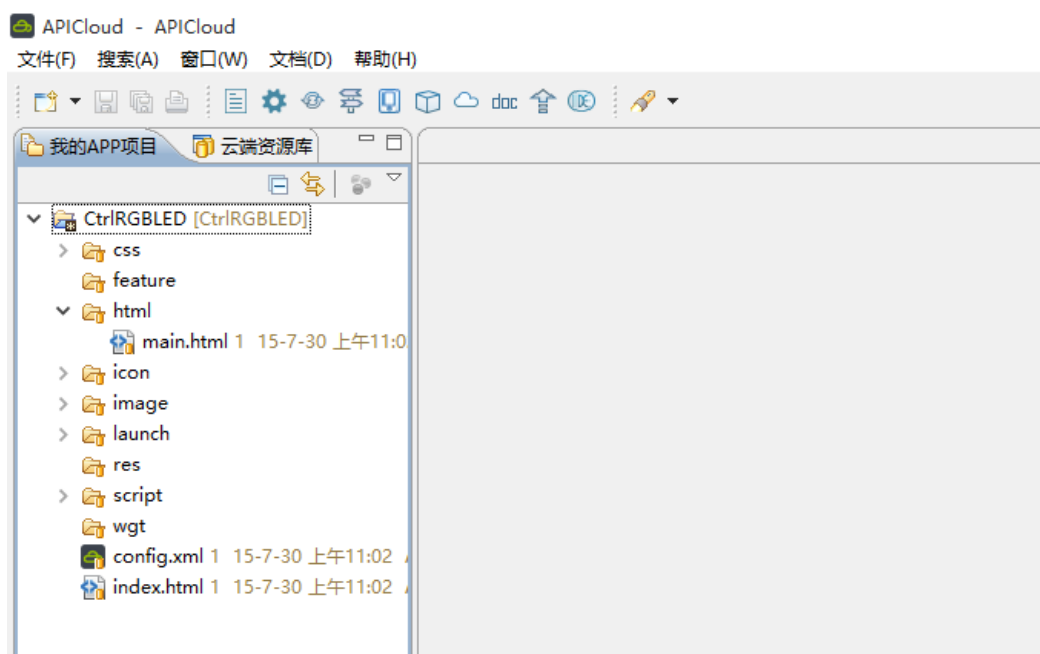 APICloud - APICloud
文件(F) 搜索(A) 窗口(W) 文档(D) 帮助(H)
doc
我的APP项目 云端资源库
CtrlRGBLED [CtrlRGBLED]
css
feature
html
main.html 1 15-7-30 上午11:0
icon
image
launch
res
script
wgt
config.xml 1 15-7-30 上午11:02
index.html 1 15-7-30 上午11:02